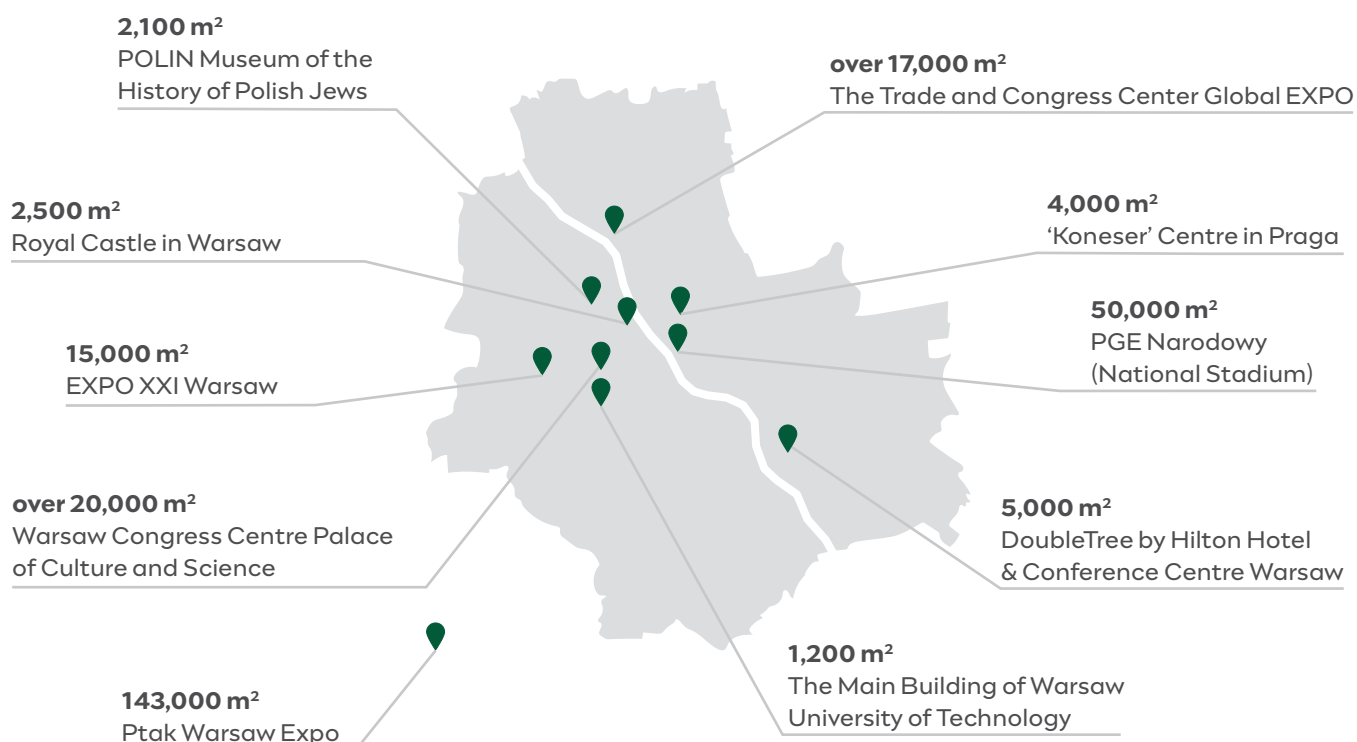 2,100 m²
POLIN Museum of the
History of Polish Jews
over 17,000 m²
The Trade and Congress Center Global EXPO
2,500 m²
Royal Castle in Warsaw
4,000 m²
‘Koneser’ Centre in Praga
15,000 m²
EXPO XXI Warsaw
50,000 m²
PGE Narodowy
(National Stadium)
over 20,000 m²
Warsaw Congress Centre Palace
of Culture and Science
5,000 m²
DoubleTree by Hilton Hotel
& Conference Centre Warsaw
143,000 m²
Ptak Warsaw Expo
1,200 m²
The Main Building of Warsaw
University of Technology